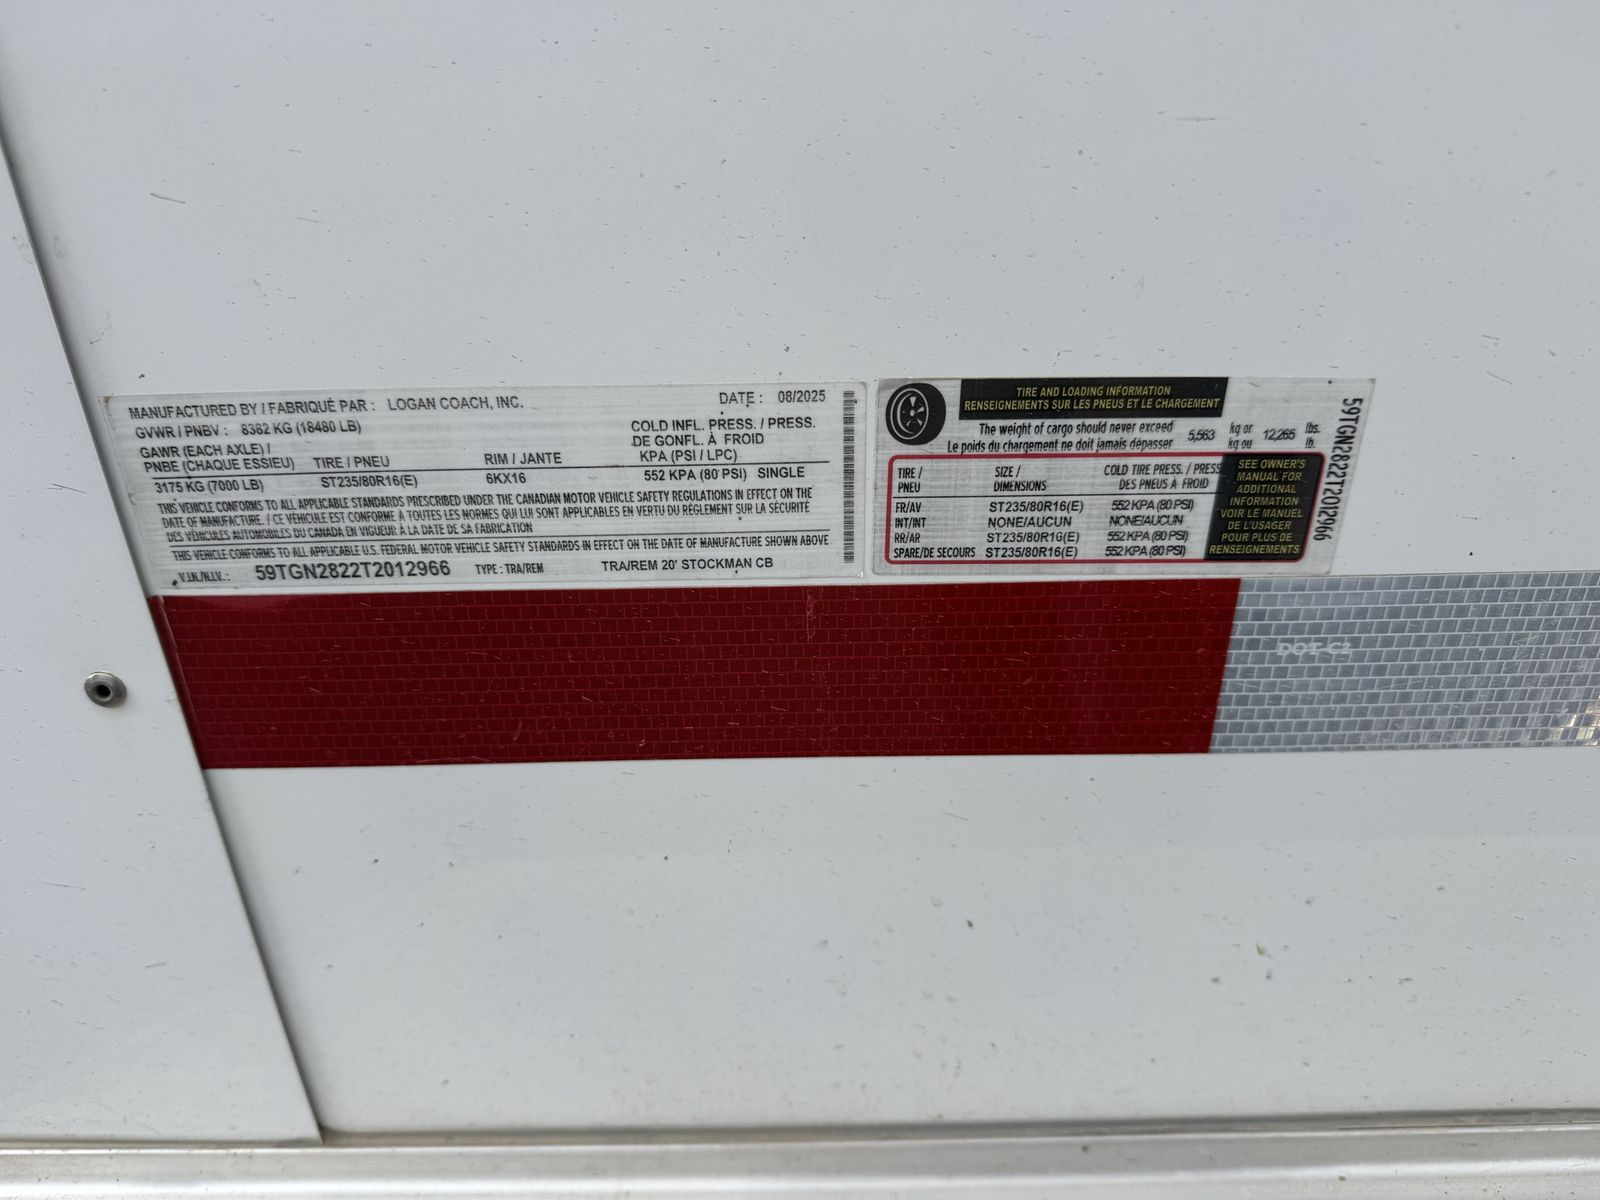 MANUFACTURED BY / FABRIQUÉ PAR : LOGAN COACH, INC. DATE : 08/2025
GVWR / PNBV : 8382 KG (18480 LB)
COLD INFL. PRESS. / PRESS.
DE GONFL. À FROID
KPA (PSI / LPC)
GAWR (EACH AXLE) /
PNBE (CHAQUE ESSIEU) TIRE / PNEU RIM / JANTE
3175 KG (7000 LB) ST235/80R16(E) 6KX16 552 KPA (80 PSI) SINGLE
THIS VEHICLE CONFORMS TO ALL APPLICABLE STANDARDS PRESCRIBED UNDER THE CANADIAN MOTOR VEHICLE SAFETY REGULATIONS IN EFFECT ON THE
DATE OF MANUFACTURE. / CE VÉHICULE EST CONFORME À TOUTES LES NORMES QUI LUI SONT APPLICABLES EN VERTU DU RÈGLEMENT SUR LA SÉCURITÉ
DES VÉHICULES AUTOMOBILES DU CANADA EN VIGUEUR À LA DATE DE SA FABRICATION
THIS VEHICLE CONFORMS TO ALL APPLICABLE U.S. FEDERAL MOTOR VEHICLE SAFETY STANDARDS IN EFFECT ON THE DATE OF MANUFACTURE SHOWN ABOVE
V.I.N./N.I.V.: 59TGN2822T2012966 TYPE : TRA/REM TRA/REM 20' STOCKMAN CB
TIRE AND LOADING INFORMATION
RENSEIGNEMENTS SUR LES PNEUS ET LE CHARGEMENT
The weight of cargo should never exceed
Le poids du chargement ne doit jamais dépasser
5,563 kg or
kg ou
12,265 lbs.
lb.
TIRE / SIZE / COLD TIRE PRESS. / PRESS
PNEU DIMENSIONS DES PNEUS À FROID
FR/AV ST235/80R16(E) 552 KPA (80 PSI)
INT/INT NONE/AUCUN NONE/AUCUN
RR/AR ST235/80R16(E) 552 KPA (80 PSI)
SPARE/DE SECOURS ST235/80R16(E) 552 KPA (80 PSI)
SEE OWNER'S
MANUAL FOR
ADDITIONAL
INFORMATION
VOIR LE MANUEL
DE L'USAGER
POUR PLUS DE
RENSEIGNEMENTS
59TGN2822T2012966
DOT-C2